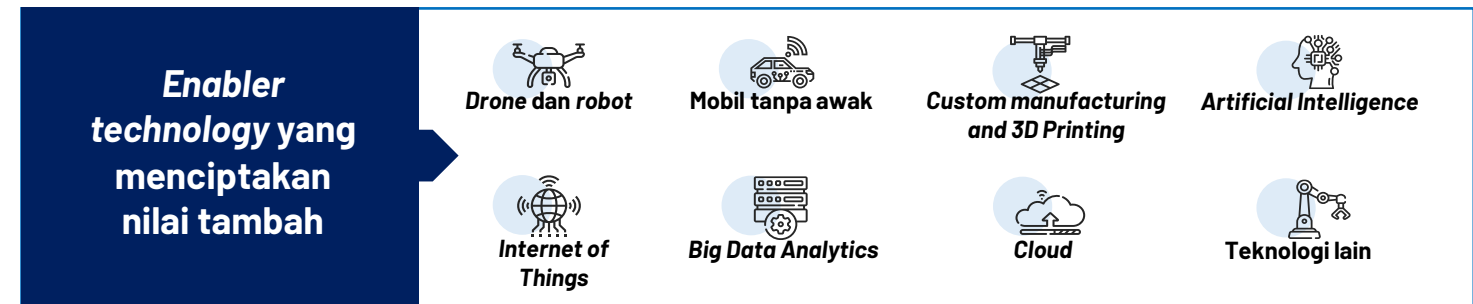 Enabler
technology yang
menciptakan
nilai tambah
Drone dan robot
Mobil tanpa awak
Custom manufacturing
and 3D Printing
Artificial Intelligence
Internet of
Things
Big Data Analytics
Cloud
Teknologi lain